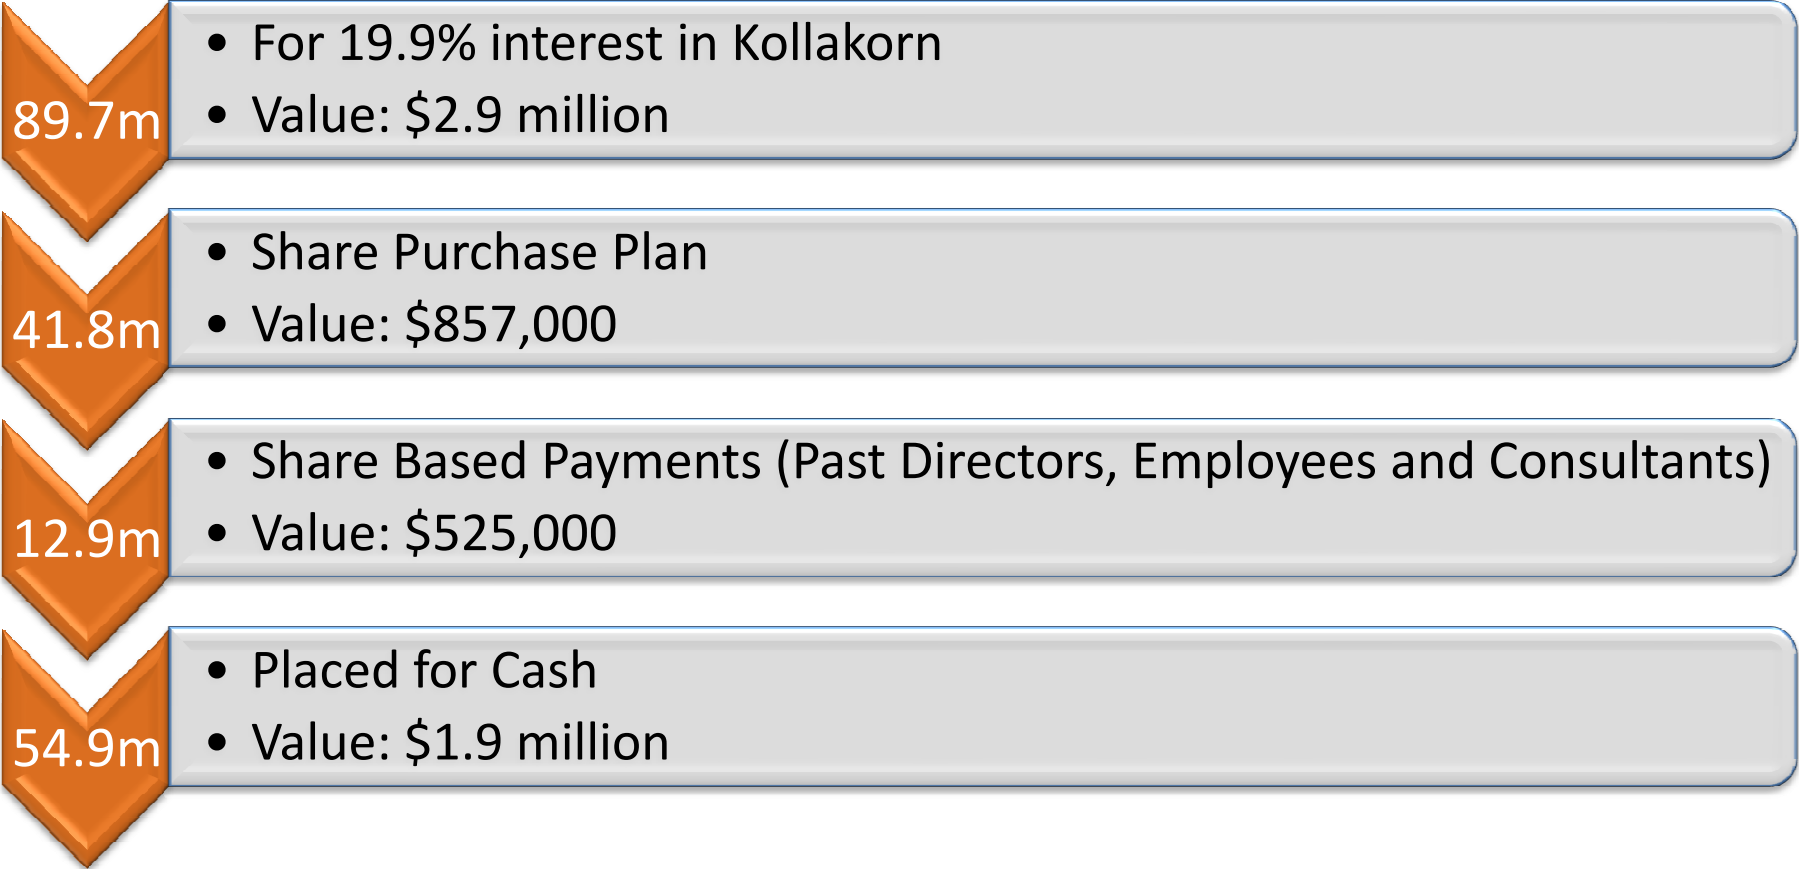 89.7m
• For 19.9% interest in Kollakorn
• Value: $2.9 million
41.8m
• Share Purchase Plan
• Value: $857,000
12.9m
• Share Based Payments (Past Directors, Employees and Consultants)
• Value: $525,000
54.9m
• Placed for Cash
• Value: $1.9 million